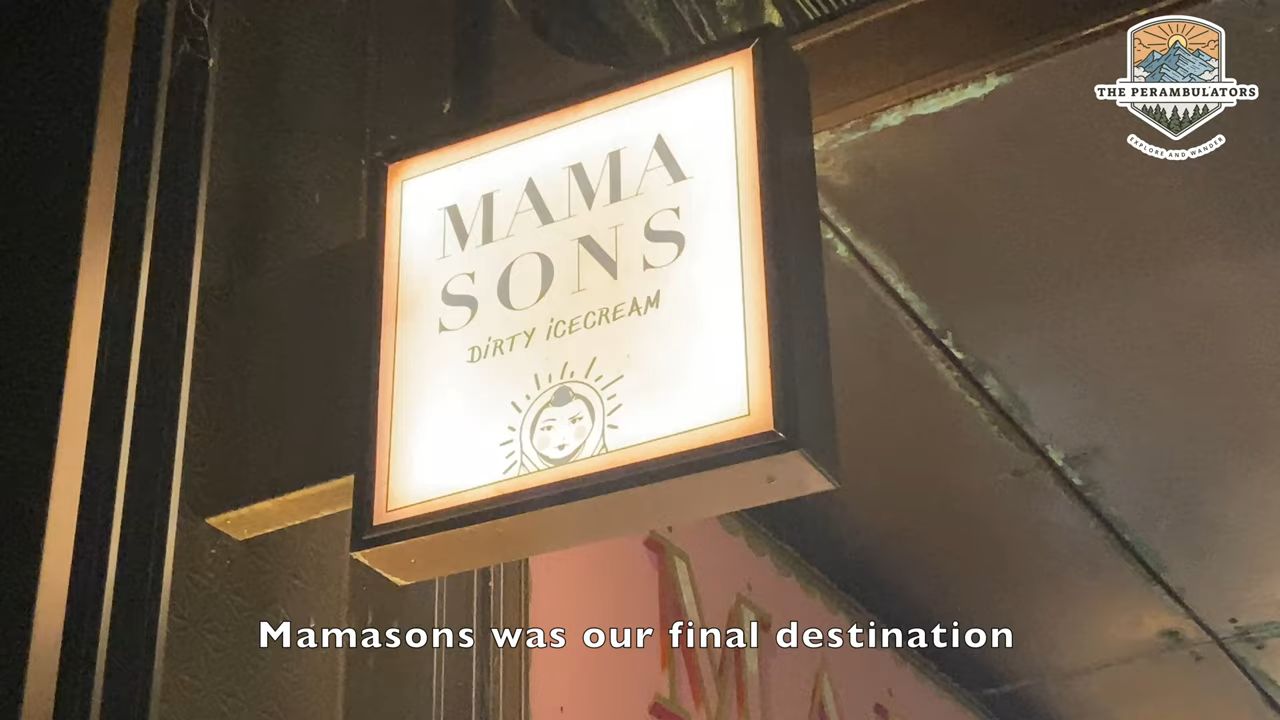 THE PERAMBULATORS
EXPLORE AND WANDER
MAMA
SONS
DiRTY iCECREAM
Mamasons was our final destination